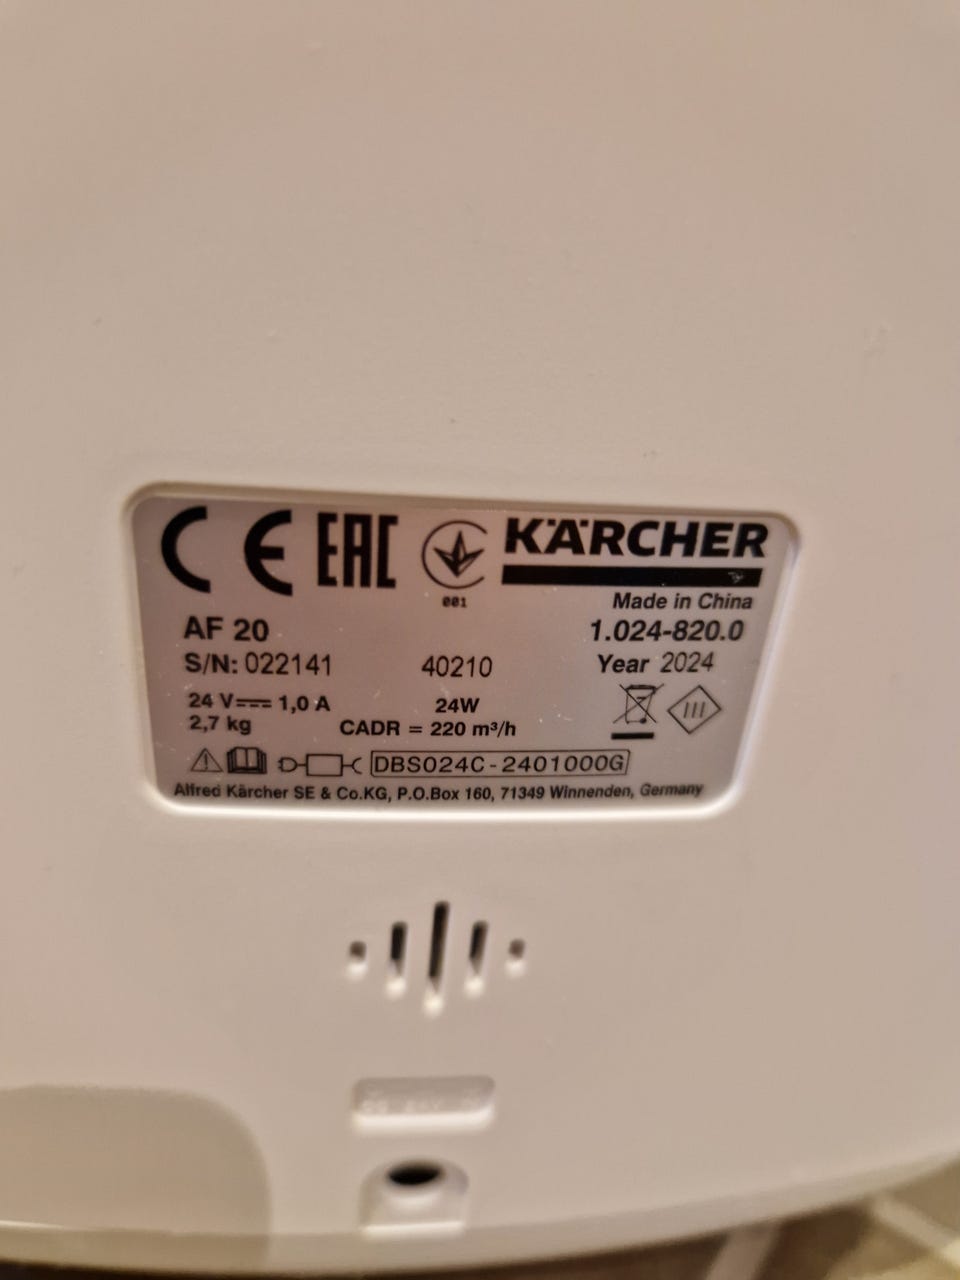 CE EAC KÄRCHER
001
Made in China
AF 20 1.024-820.0
S/N: 022141 40210 Year 2024
24 V 1,0 A 24W
2,7 kg CADR = 220 m³/h
DBS024C - 2401000G
Alfred Kärcher SE & Co.KG, P.O.Box 160, 71349 Winnenden, Germany